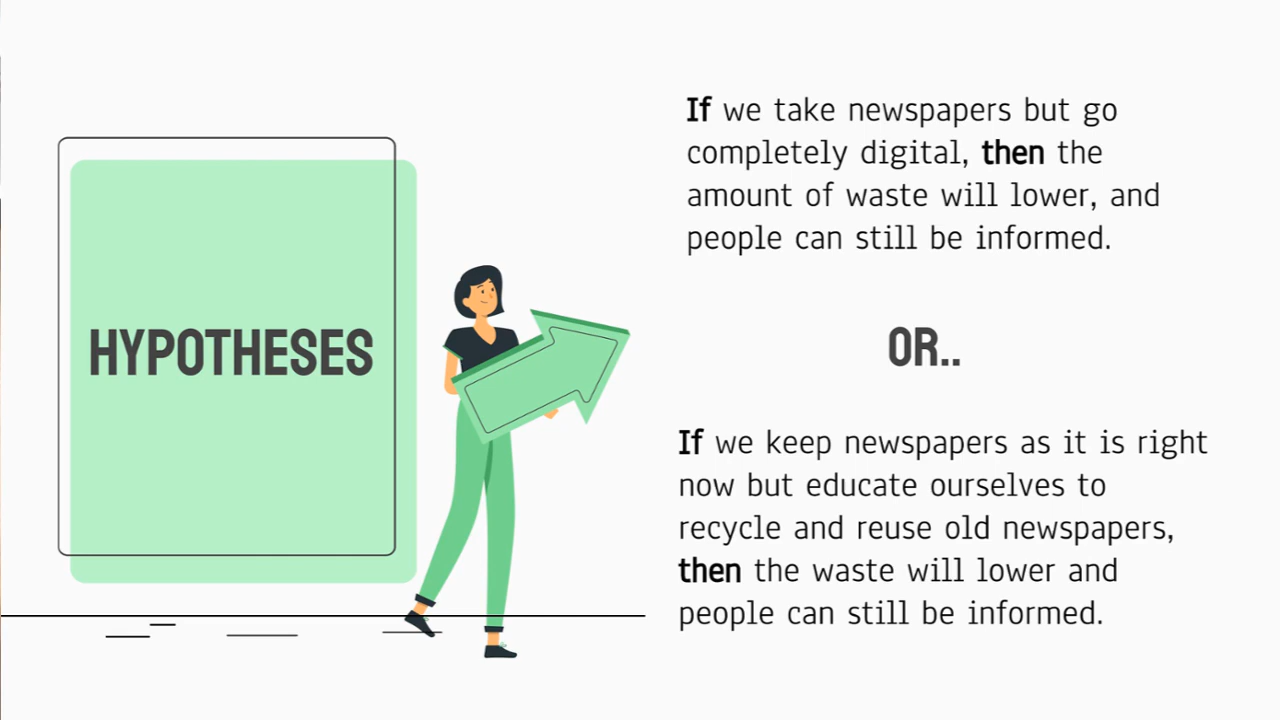 HYPOTHESES
If we take newspapers but go
completely digital, then the
amount of waste will lower, and
people can still be informed.
OR..
If we keep newspapers as it is right
now but educate ourselves to
recycle and reuse old newspapers,
then the waste will lower and
people can still be informed.